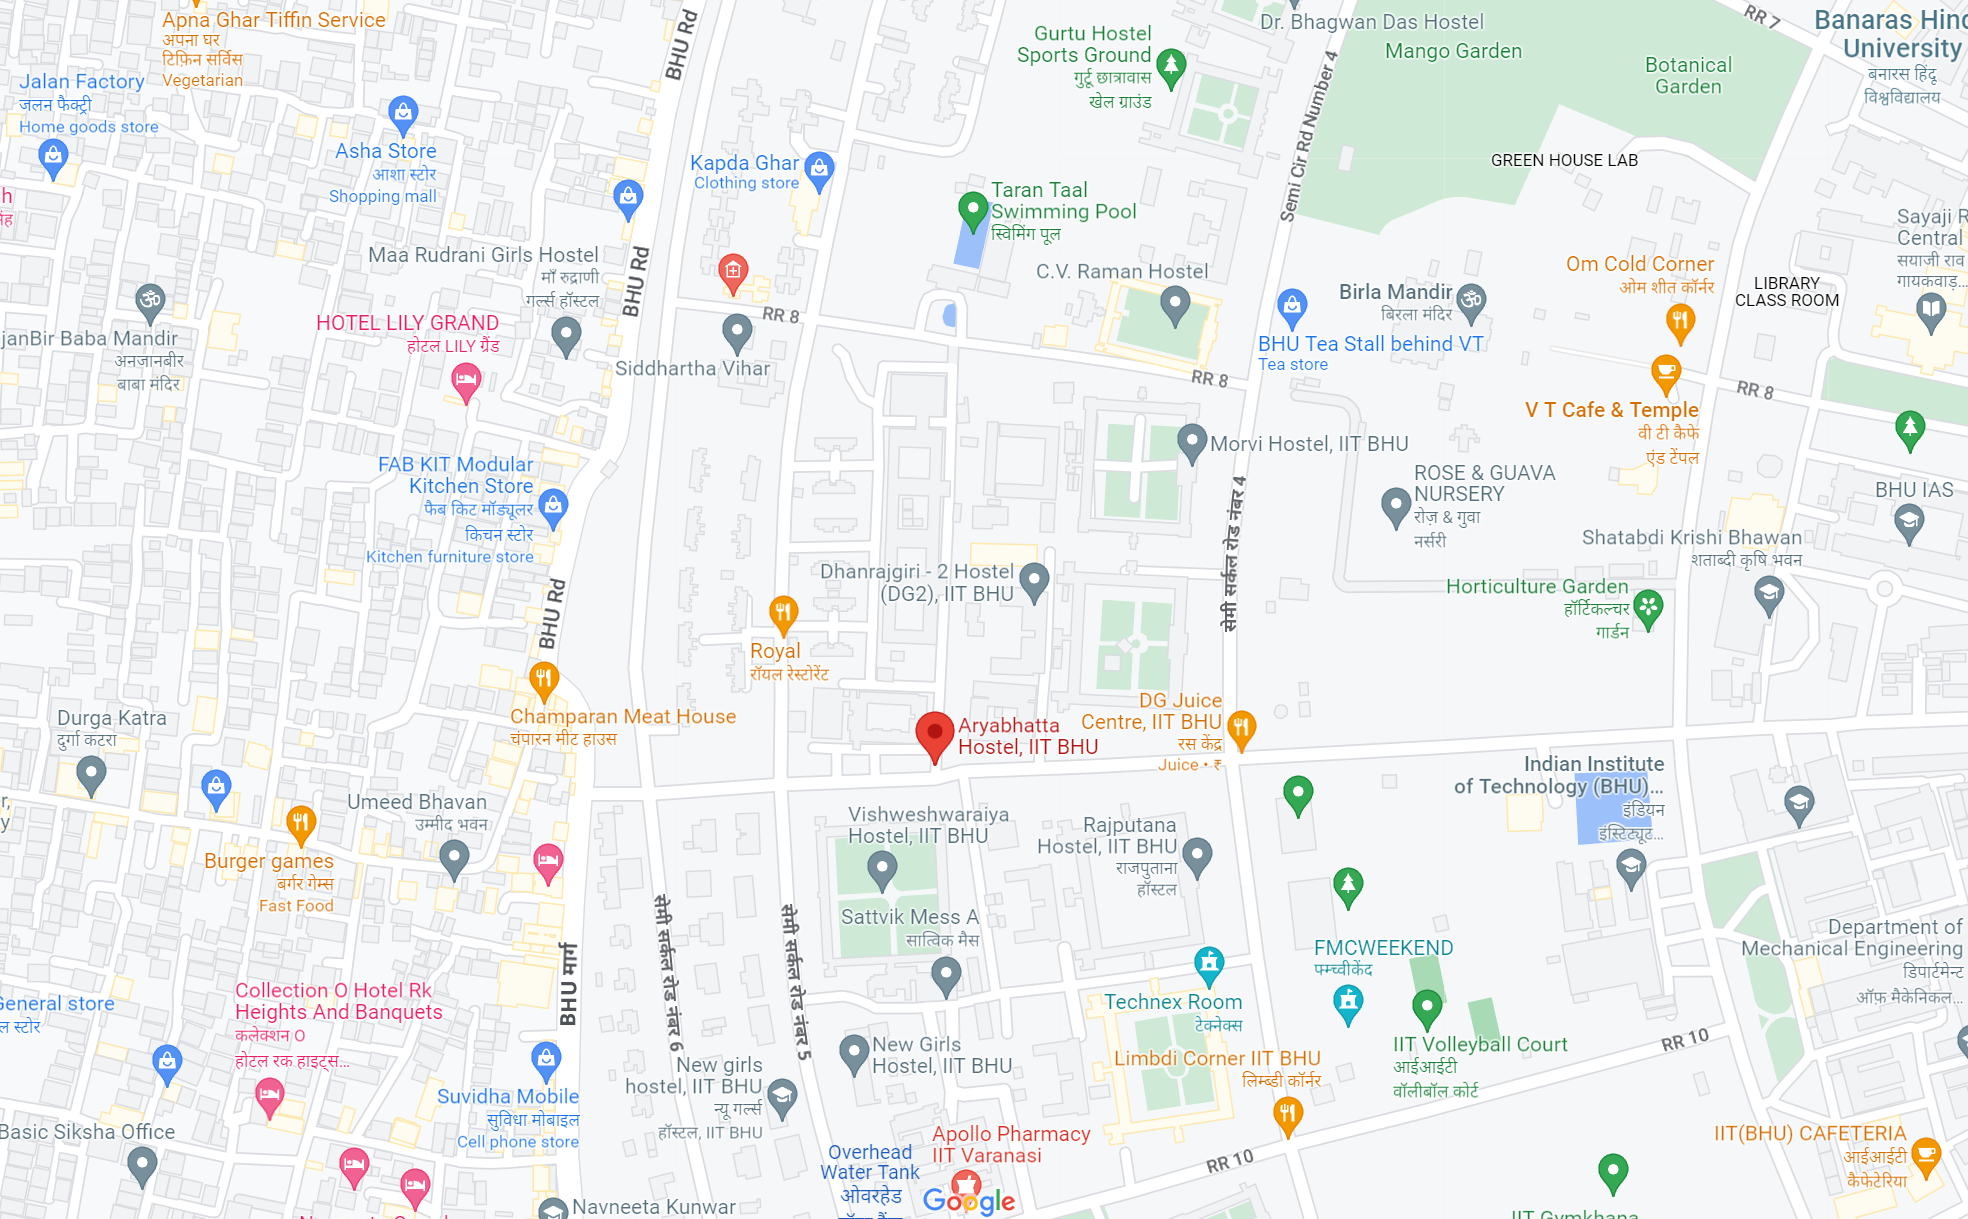 Apna Ghar Tiffin Service
अपना घर
टिफ़िन सर्विस
Vegetarian
Jalan Factory
जलन फैक्ट्री
Home goods store
Asha Store
आशा स्टोर
Shopping mall
BHU Rd
Kapda Ghar
Clothing store
Gurtu Hostel
Sports Ground
गुर्टू छात्रावास
खेल ग्राउंड
Dr. Bhagwan Das Hostel
Mango Garden
Botanical
Garden
RR 7
Banaras Hind
University
बनारस हिंदू
विश्वविद्यालय
Semi Cir Rd Number 4
GREEN HOUSE LAB
Taran Taal
Swimming Pool
स्विमिंग पूल
Maa Rudrani Girls Hostel
माँ रुद्राणी
गर्ल्स हॉस्टल
BHU Rd
C.V. Raman Hostel
Birla Mandir
बिरला मंदिर
Om Cold Corner
ओम शीत कॉर्नर
LIBRARY
CLASS ROOM
Sayaji R
Central
सयाजी राव
गायकवाड़...
janBir Baba Mandir
अनजानबीर
बाबा मंदिर
HOTEL LILY GRAND
होटल LILY ग्रैंड
RR 8
Siddhartha Vihar
BHU Tea Stall behind VT
Tea store
RR 8
RR 8
V T Cafe & Temple
वी टी कैफे
एंड टेंपल
Morvi Hostel, IIT BHU
FAB KIT Modular
Kitchen Store
फैब किट मॉड्यूलर
किचन स्टोर
Kitchen furniture store
ROSE & GUAVA
NURSERY
रोज़ & गुवा
नर्सरी
BHU IAS
Shatabdi Krishi Bhawan
शताब्दी कृषि भवन
सेमी सर्कल रोड नंबर 4
Dhanrajgiri - 2 Hostel
(DG2), IIT BHU
Horticulture Garden
हॉर्टिकल्चर
गार्डन
BHU Rd
Royal
रॉयल रेस्टोरेंट
Champaran Meat House
चंपारन मीट हाउस
Durga Katra
दुर्गा कटरा
Aryabhatta
Hostel, IIT BHU
DG Juice
Centre, IIT BHU
रस केंद्र
Juice • ₹
Indian Institute
of Technology (BHU)...
इंडियन
इंस्टिट्यूट...
Umeed Bhavan
उम्मीद भवन
Burger games
बर्गर गेम्स
Fast Food
Vishweshwaraiya
Hostel, IIT BHU
Rajputana
Hostel, IIT BHU
राजपुताना
हॉस्टल
Sattvik Mess A
सात्विक मैस
सेमी सर्कल रोड नंबर 6
सेमी सर्कल रोड नंबर 5
BHU मार्ग
FMCWEEKEND
फ्म्च्वीकेंद
Department of
Mechanical Engineering
डिपार्टमेन्ट
ऑफ़ मैकेनिकल...
Collection O Hotel Rk
Heights And Banquets
कलेक्शन O
होटल रक हाइट्स...
General store
ल स्टोर
Technex Room
टेक्नेक्स
IIT Volleyball Court
आईआईटी
वॉलीबॉल कोर्ट
RR 10
New Girls
Hostel, IIT BHU
New girls
hostel, IIT BHU
न्यू गर्ल्स
हॉस्टल, IIT BHU
Limbdi Corner IIT BHU
लिम्ब्डी कॉर्नर
Suvidha Mobile
सुविधा मोबाइल
Cell phone store
Basic Siksha Office
Apollo Pharmacy
IIT Varanasi
Overhead
Water Tank
ओवरहेड
RR 10
IIT(BHU) CAFETERIA
आईआईटी
कैफेटेरिया
Google
Navneeta Kunwar
IIT Gymkhana